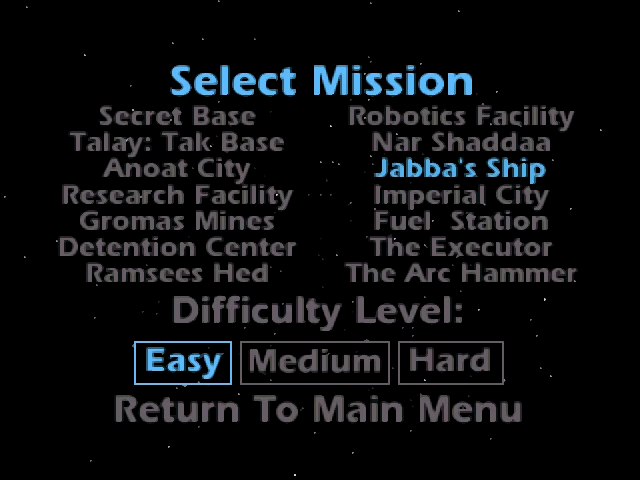 Select Mission
Secret Base
Talay: Tak Base
Anoat City
Research Facility
Gromas Mines
Detention Center
Ramsees Hed
Robotics Facility
Nar Shaddaa
Jabba's Ship
Imperial City
Fuel Station
The Executor
The Arc Hammer
Difficulty Level:
Easy Medium Hard
Return To Main Menu